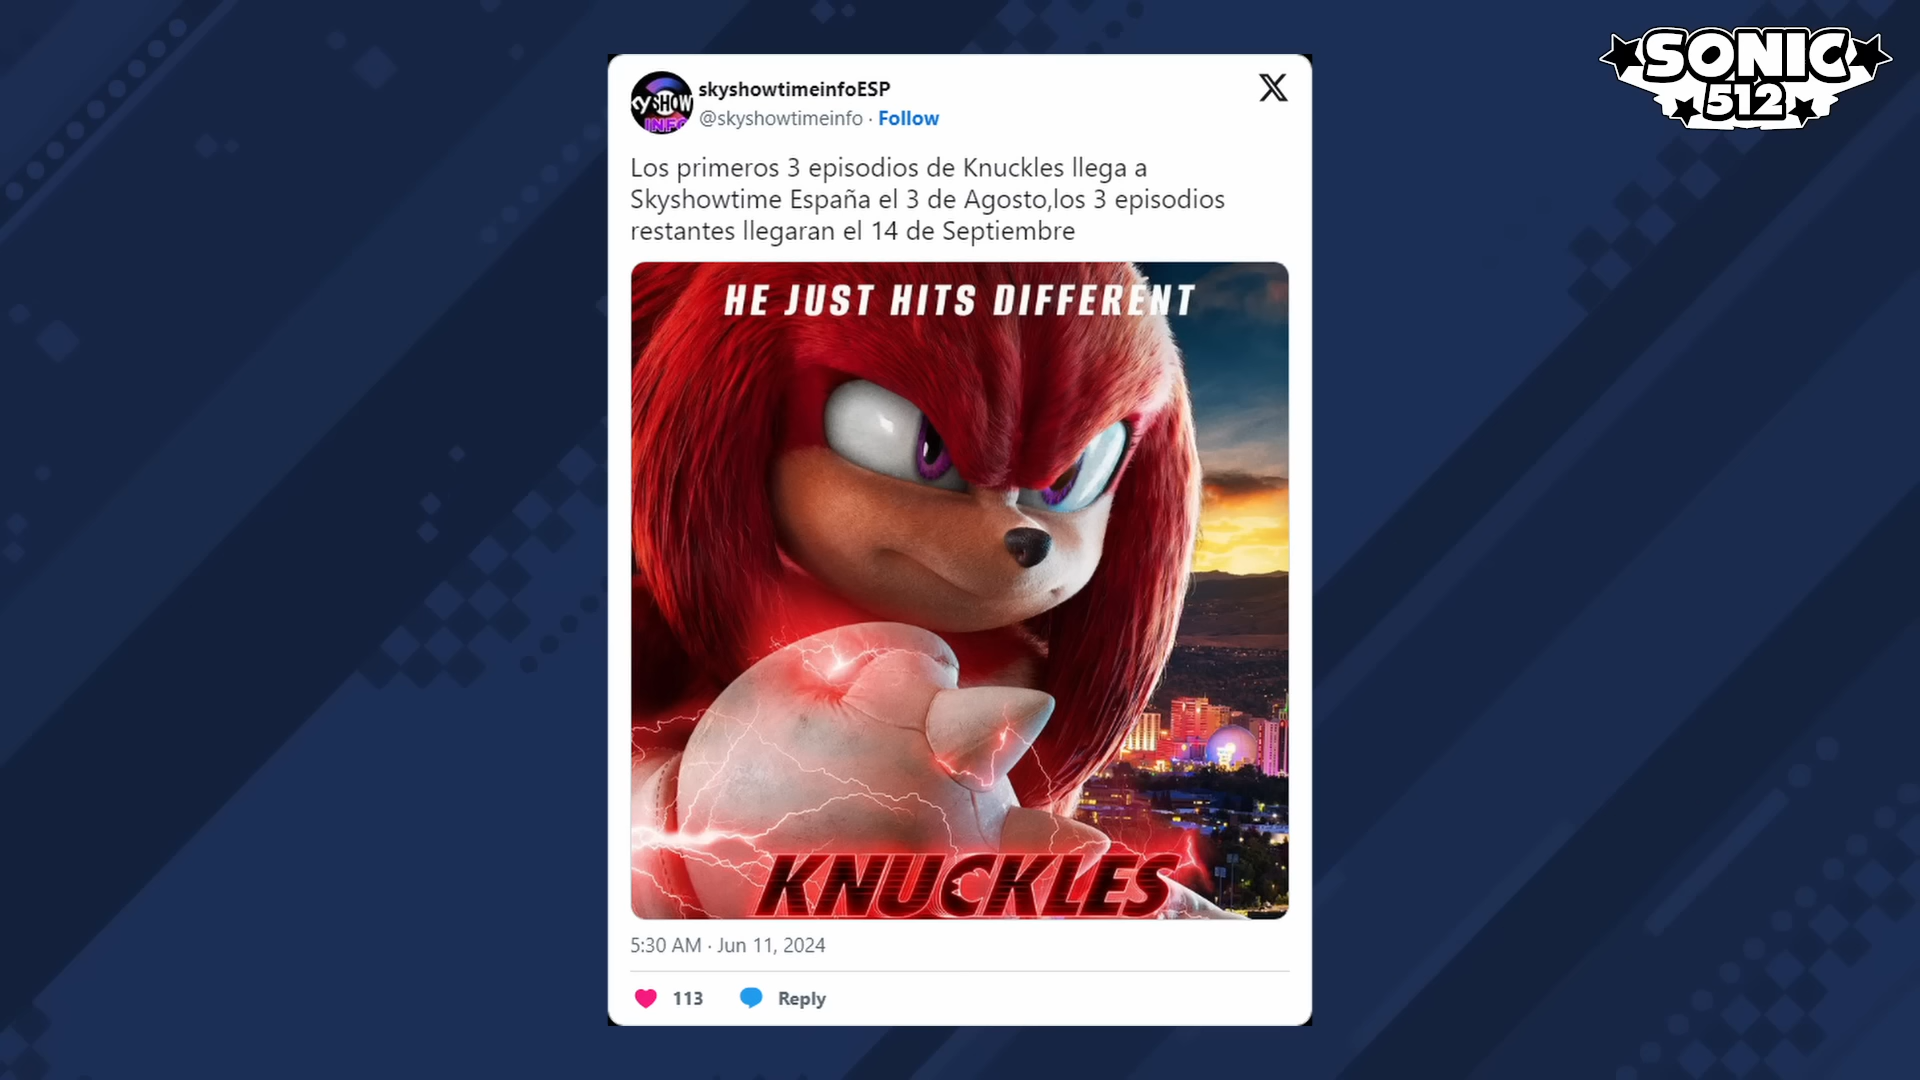 SONIC
512
SKYSHOW
INFO
skyshowtimeinfoESP
@skyshowtimeinfo · Follow
Los primeros 3 episodios de Knuckles llega a
Skyshowtime España el 3 de Agosto,los 3 episodios
restantes llegaran el 14 de Septiembre
HE JUST HITS DIFFERENT
KNUCKLES
5:30 AM · Jun 11, 2024
113 Reply